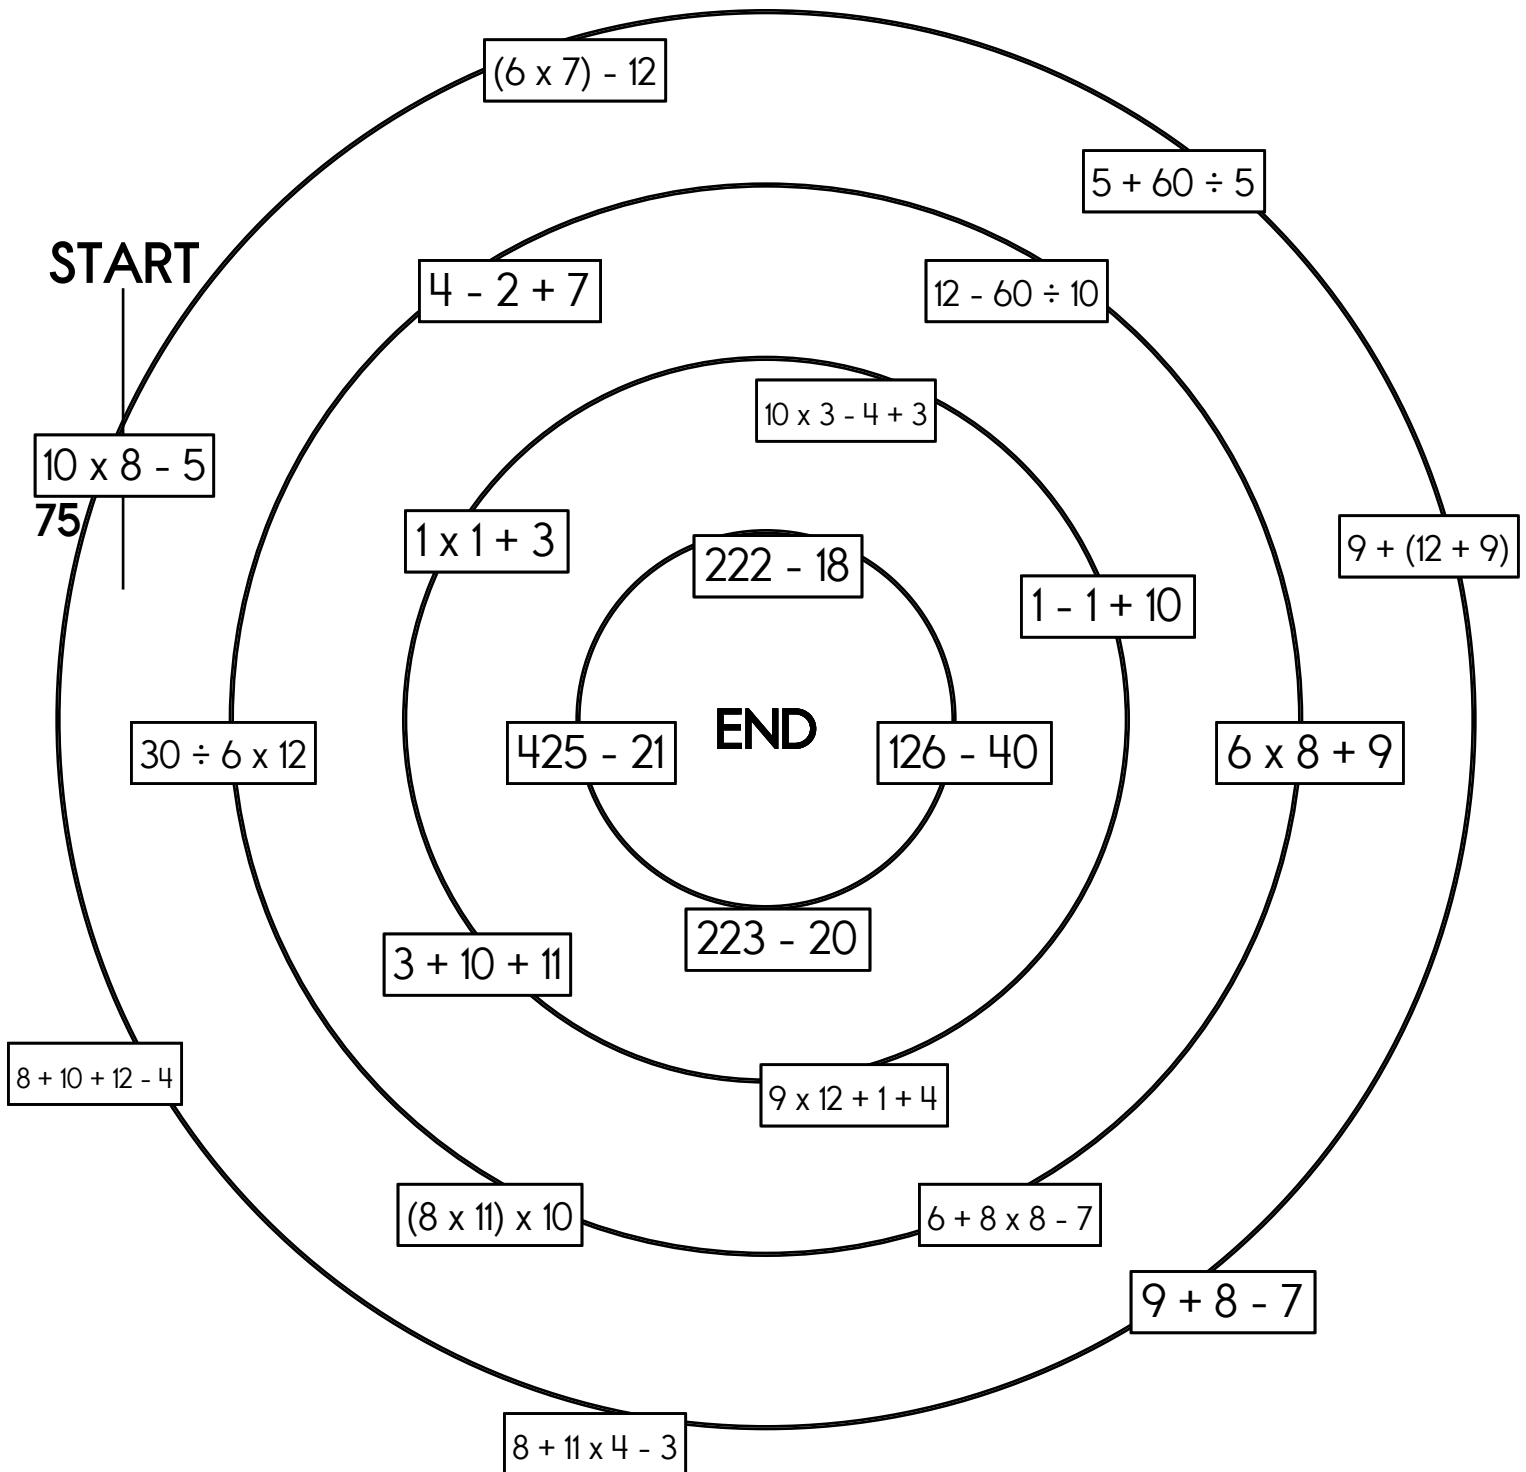 (6 x 7) - 12
5 + 60 ÷ 5
START
4 - 2 + 7
12 - 60 ÷ 10
10 x 3 - 4 + 3
10 x 8 - 5
75
1 x 1 + 3
222 - 18
9 + (12 + 9)
1 - 1 + 10
30 ÷ 6 x 12
425 - 21
END
126 - 40
6 x 8 + 9
3 + 10 + 11
223 - 20
8 + 10 + 12 - 4
9 x 12 + 1 + 4
(8 x 11) x 10
6 + 8 x 8 - 7
9 + 8 - 7
8 + 11 x 4 - 3